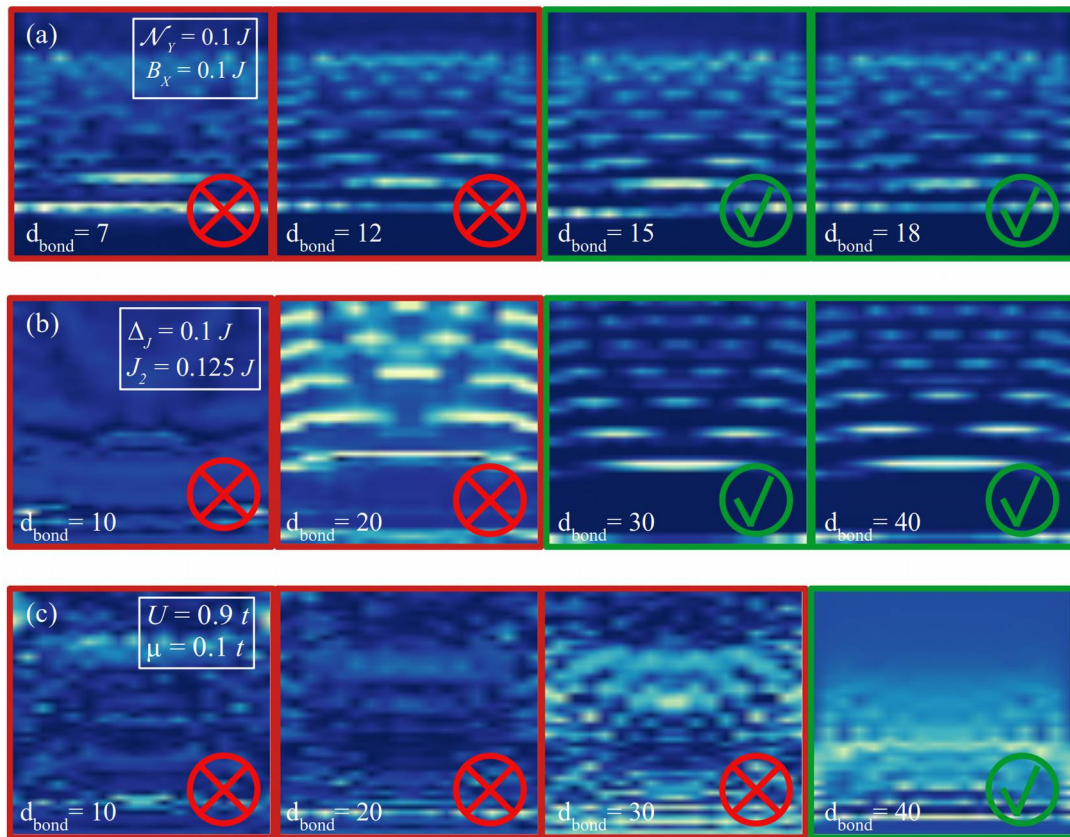 (a)
𝒩_Y = 0.1 J
B_X = 0.1 J
d_bond = 7
d_bond = 12
d_bond = 15
d_bond = 18
(b)
Δ_J = 0.1 J
J_2 = 0.125 J
d_bond = 10
d_bond = 20
d_bond = 30
d_bond = 40
(c)
U = 0.9 t
μ = 0.1 t
d_bond = 10
d_bond = 20
d_bond = 30
d_bond = 40